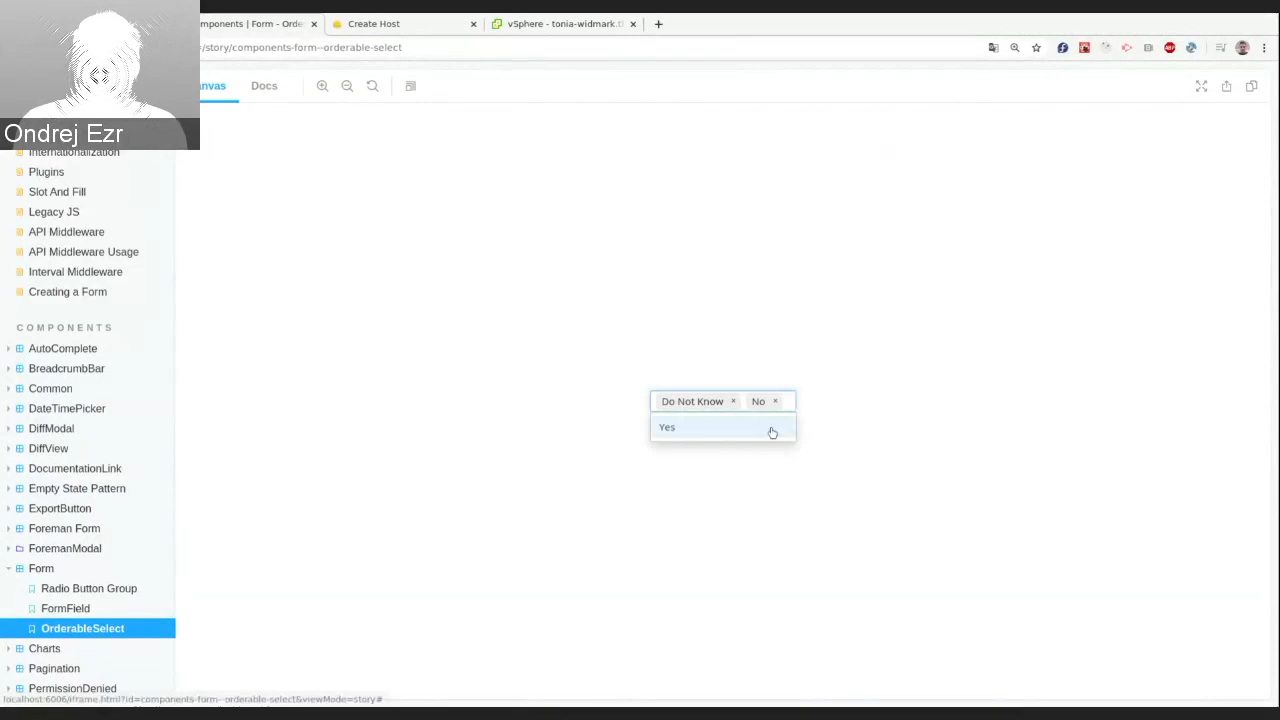 mponents | Form - Orde
Create Host
vSphere - tonia-widmark.t
/story/components-form--orderable-select
Ondrej Ezr
nvas
Docs
Internationalization
Plugins
Slot And Fill
Legacy JS
API Middleware
API Middleware Usage
Interval Middleware
Creating a Form
COMPONENTS
AutoComplete
BreadcrumbBar
Common
DateTimePicker
DiffModal
DiffView
DocumentationLink
Empty State Pattern
ExportButton
Foreman Form
ForemanModal
Form
Radio Button Group
FormField
OrderableSelect
Charts
Pagination
PermissionDenied
Do Not Know × No ×
Yes
localhost:6006/iframe.html?id=components-form--orderable-select&viewMode=story#